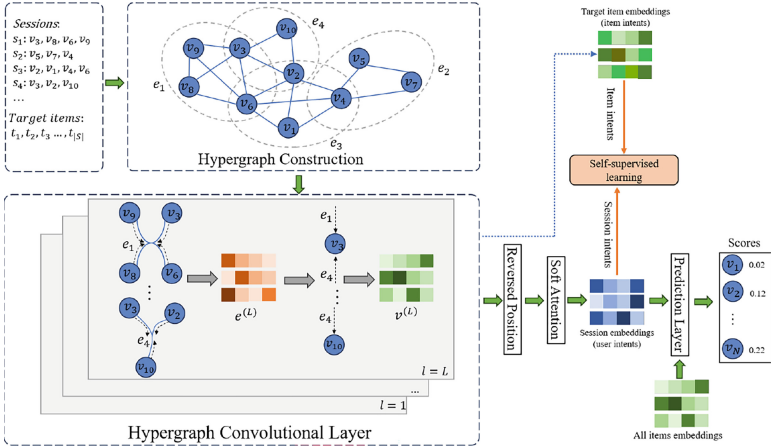 Sessions:
s1: v3, v8, v6, v9
s2: v5, v7, v4
s3: v2, v1, v4, v6
s4: v3, v2, v10
...
Target items:
t1, t2, t3 ..., t|S|
v9
v3
v10
e4
v8
v2
v5
v7
e2
e1
v6
v4
v1
e3
Hypergraph Construction
Target item embeddings
(item intents)
Item intents
Self-supervised
learning
Session intents
v9
v3
e1
v8
v6
v3
v2
e4
v10
e(L)
e1
v3
e4
e4
v10
v(L)
l = L
...
l = 1
Hypergraph Convolutional Layer
Reversed Position
Soft Attention
Session embeddings
(user intents)
Prediction Layer
All items embeddings
Scores
v1 0.02
v2 0.12
vN 0.22